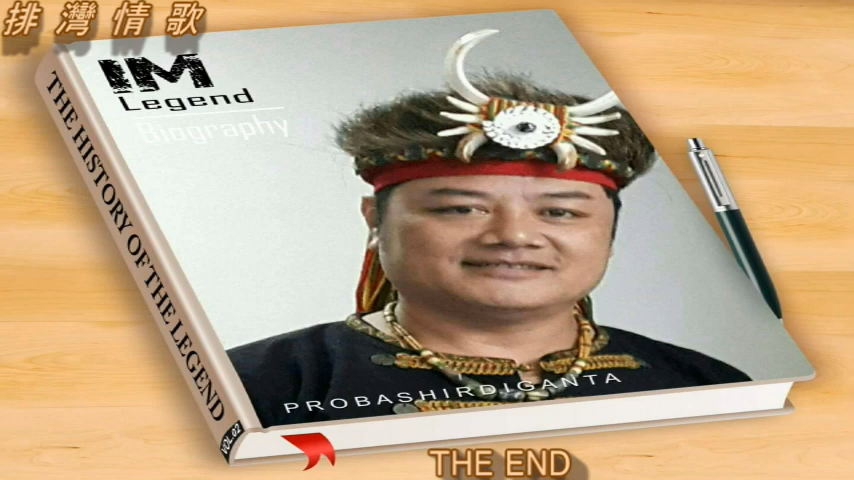 排灣情歌
IM
Legend
Biography
THE HISTORY OF THE LEGEND
VOL.02
PROBASHIRDIGANTA
THE END